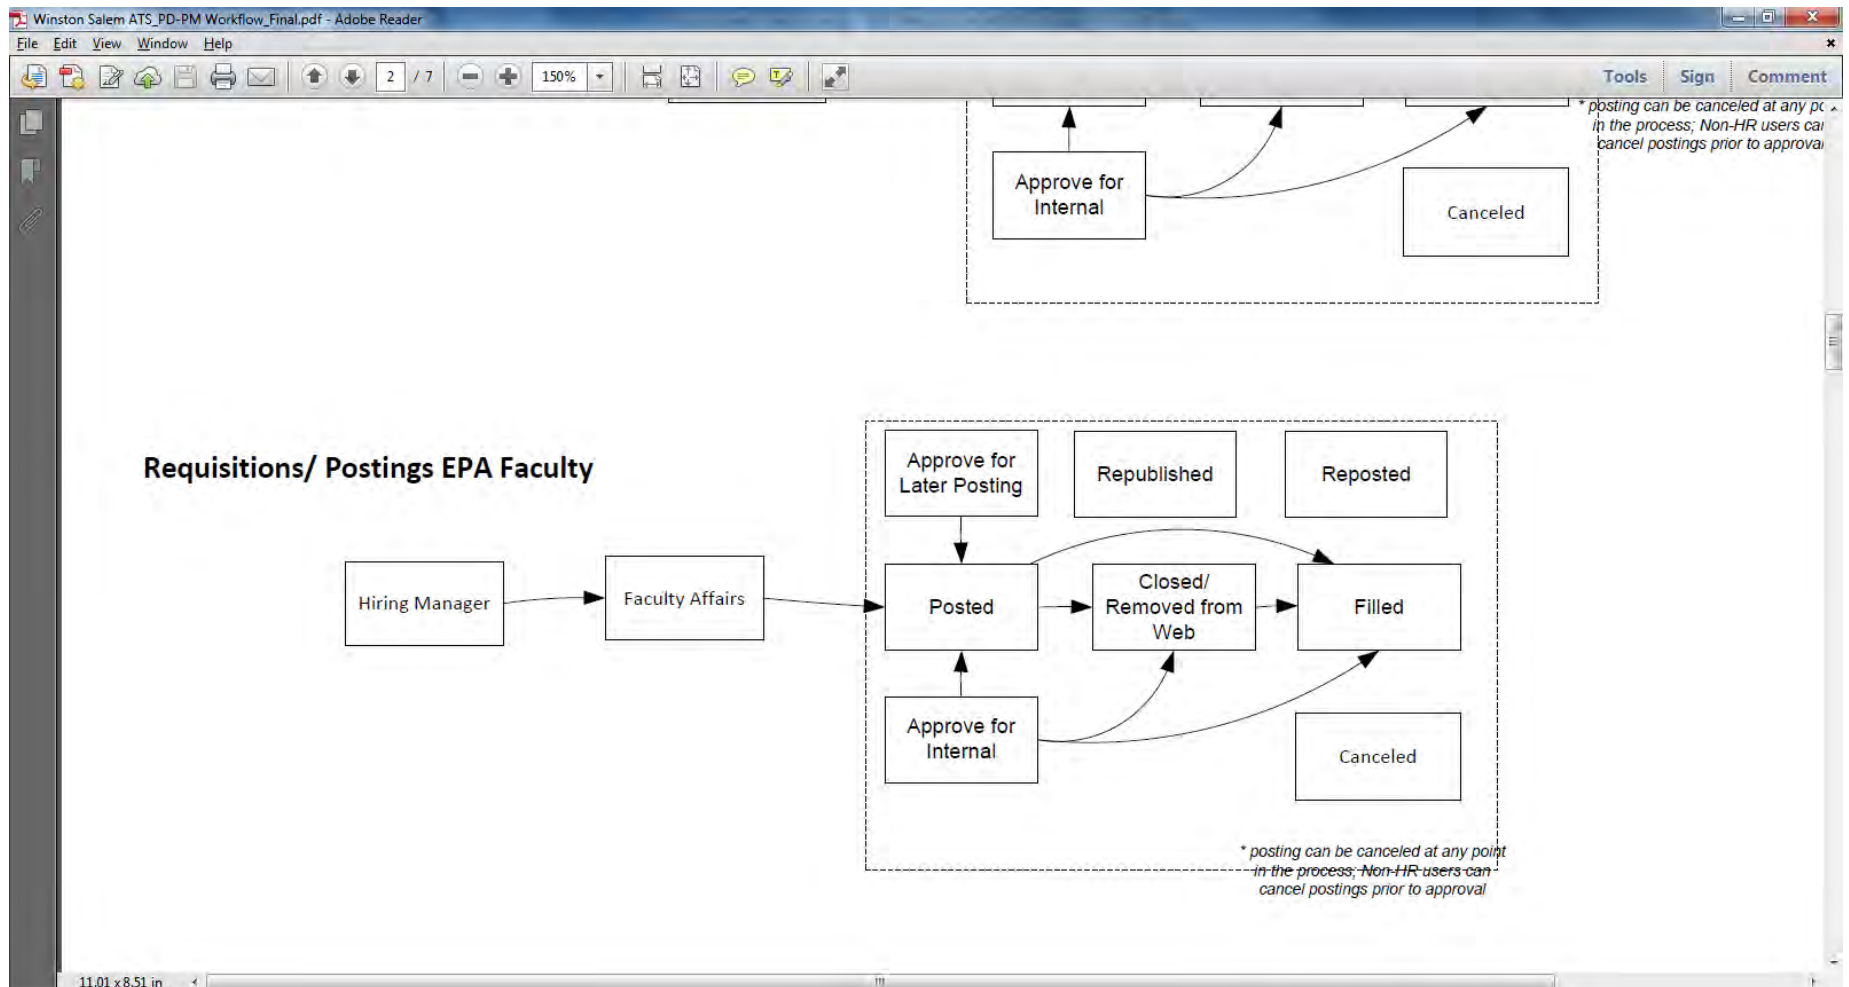 Winston Salem ATS_PD-PM Workflow_Final.pdf - Adobe Reader
File Edit View Window Help
2 / 7 150% Tools Sign Comment
* posting can be canceled at any
in the process; Non-HR users
cancel postings prior to approval
Approve for
Internal
Canceled
Requisitions/ Postings EPA Faculty
Approve for
Later Posting
Republished
Reposted
Hiring Manager
Faculty Affairs
Posted
Closed/
Removed from
Web
Filled
Approve for
Internal
Canceled
* posting can be canceled at any point
in the process; Non-HR users can
cancel postings prior to approval
11.01 x 8.51 in